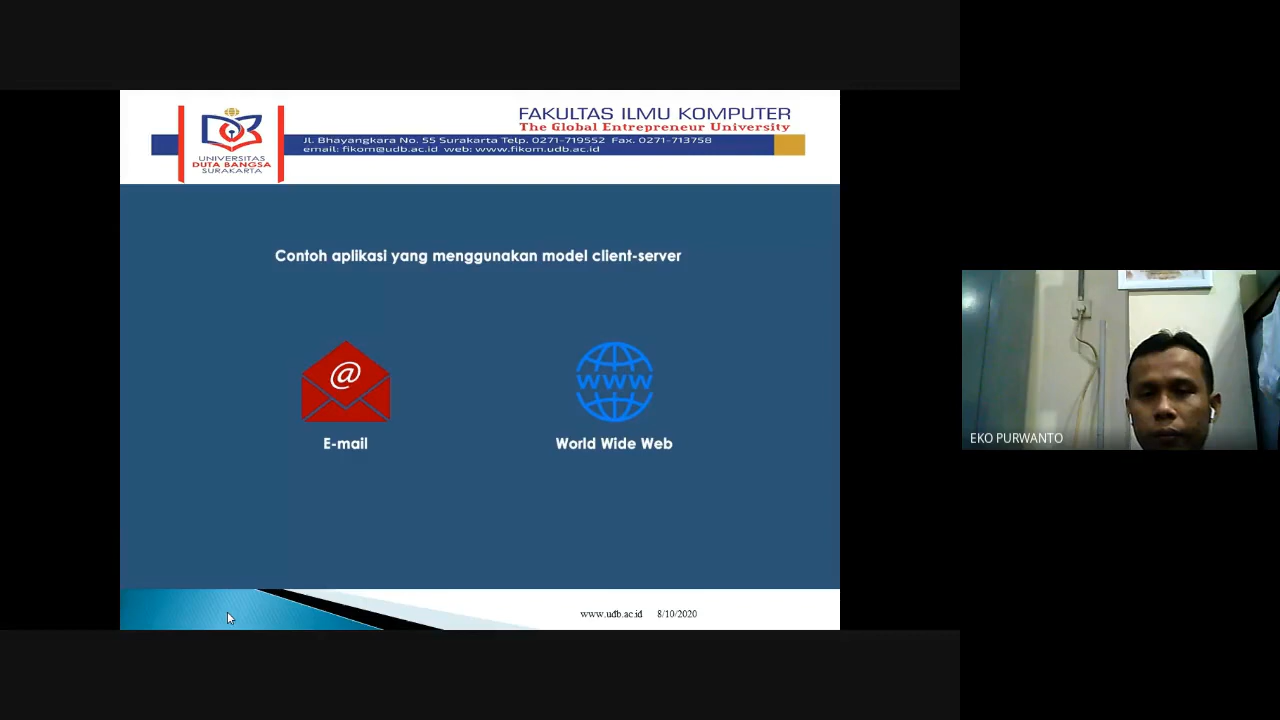 FAKULTAS ILMU KOMPUTER
The Global Entrepreneur University
Jl. Bhayangkara No. 55 Surakarta Telp. 0271-719552 Fax. 0271-713758
email: fikom@udb.ac.id web: www.fikom.udb.ac.id
UNIVERSITAS
DUTA BANGSA
SURAKARTA
Contoh aplikasi yang menggunakan model client-server
@
WWW
E-mail
World Wide Web
EKO PURWANTO
www.udb.ac.id 8/10/2020